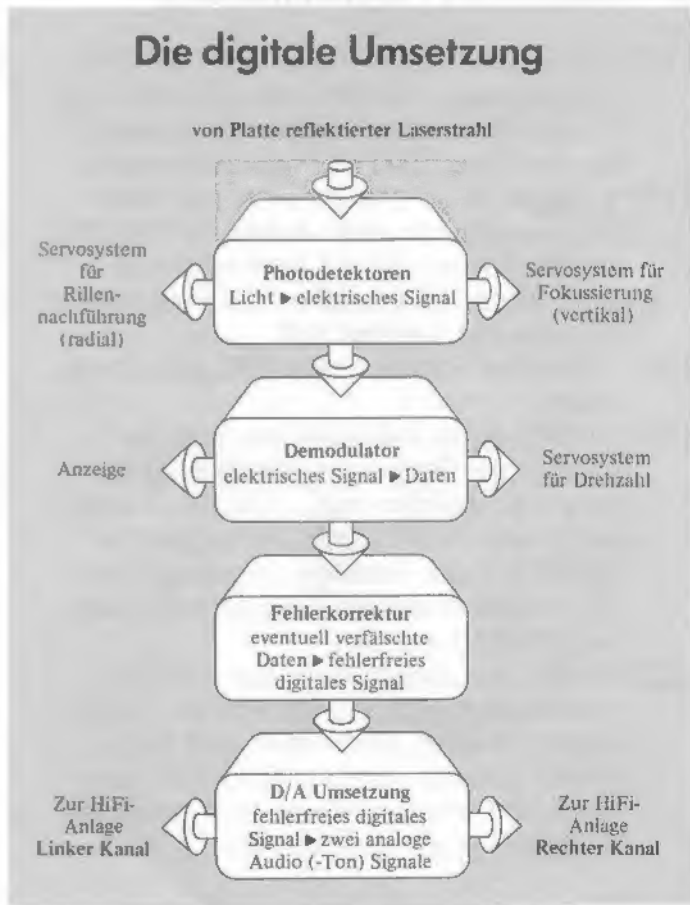 Die digitale Umsetzung
von Platte reflektierter Laserstrahl
Servosystem
für
Rillen-
nachführung
(radial)
Photodetektoren
Licht ▶ elektrisches Signal
Servosystem für
Fokussierung
(vertikal)
Anzeige
Demodulator
elektrisches Signal ▶ Daten
Servosystem
für Drehzahl
Fehlerkorrektur
eventuell verfälschte
Daten ▶ fehlerfreies
digitales Signal
Zur HiFi-
Anlage
Linker Kanal
D/A Umsetzung
fehlerfreies digitales
Signal ▶ zwei analoge
Audio (-Ton) Signale
Zur HiFi-
Anlage
Rechter Kanal